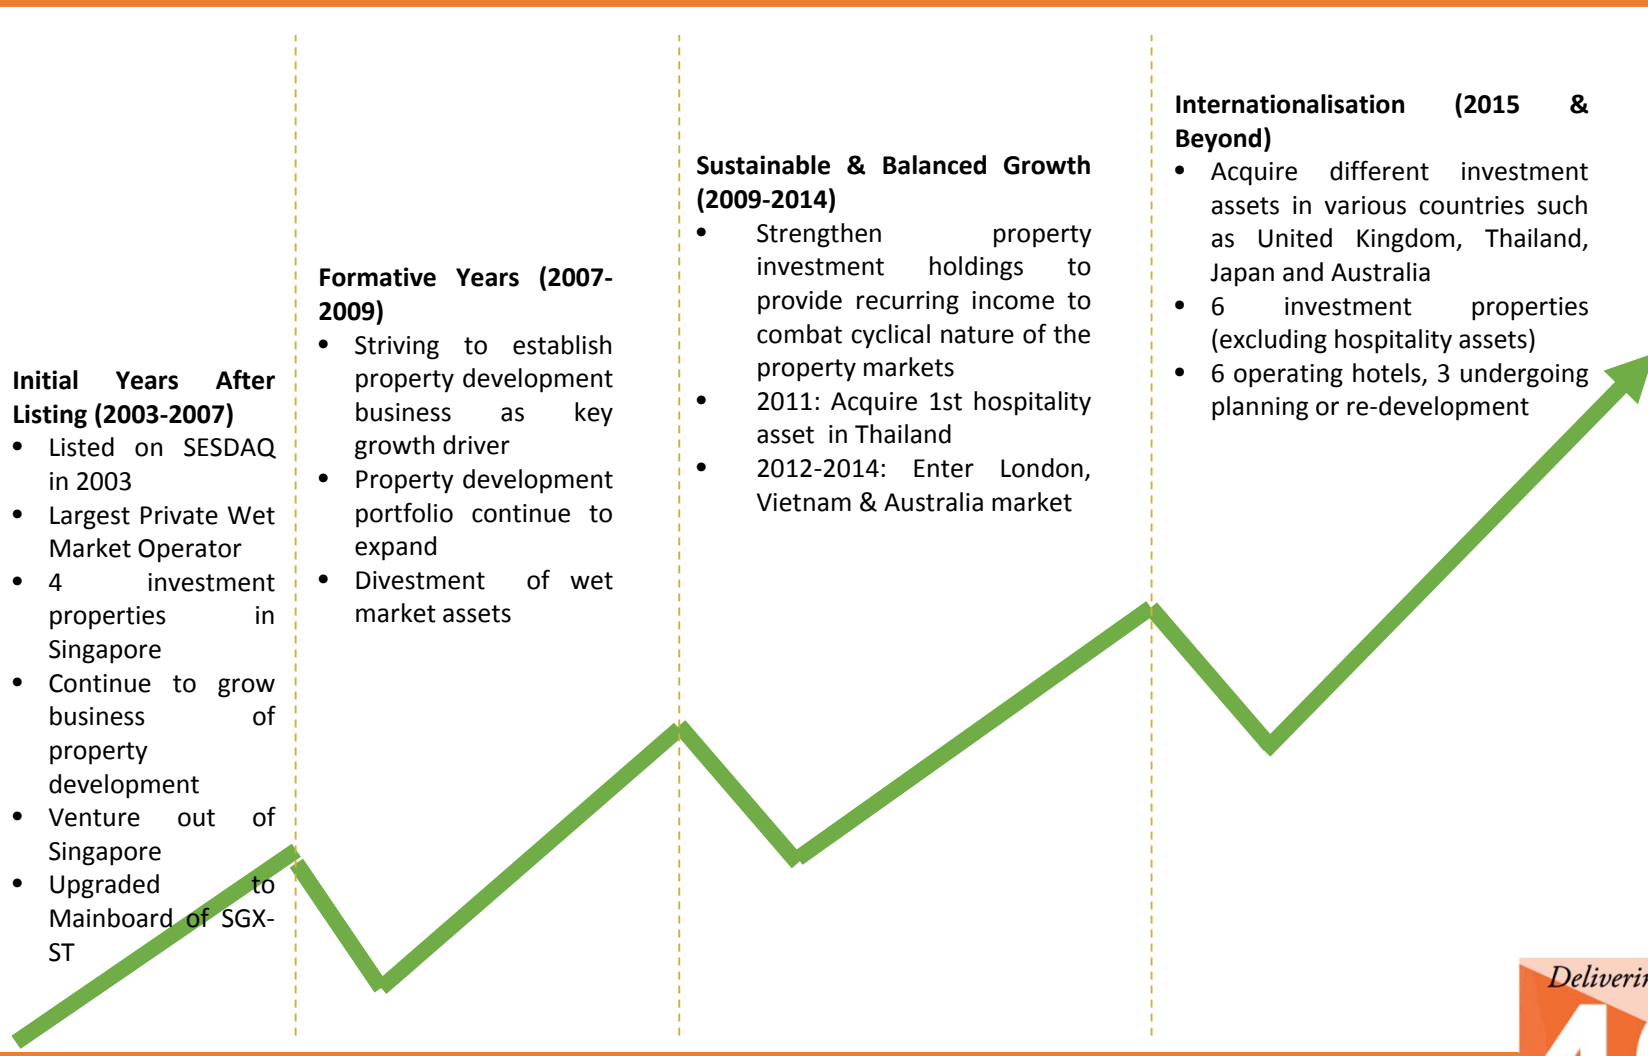 Initial Years After
Listing (2003-2007)
• Listed on SESDAQ
in 2003
• Largest Private Wet
Market Operator
• 4 investment
properties in
Singapore
• Continue to grow
business of
property
development
• Venture out of
Singapore
• Upgraded to
Mainboard of SGX-
ST
Formative Years (2007-
2009)
• Striving to establish
property development
business as key
growth driver
• Property development
portfolio continue to
expand
• Divestment of wet
market assets
Sustainable & Balanced Growth
(2009-2014)
• Strengthen property
investment holdings to
provide recurring income to
combat cyclical nature of the
property markets
• 2011: Acquire 1st hospitality
asset in Thailand
• 2012-2014: Enter London,
Vietnam & Australia market
Internationalisation (2015 &
Beyond)
• Acquire different investment
assets in various countries such
as United Kingdom, Thailand,
Japan and Australia
• 6 investment properties
(excluding hospitality assets)
• 6 operating hotels, 3 undergoing
planning or re-development